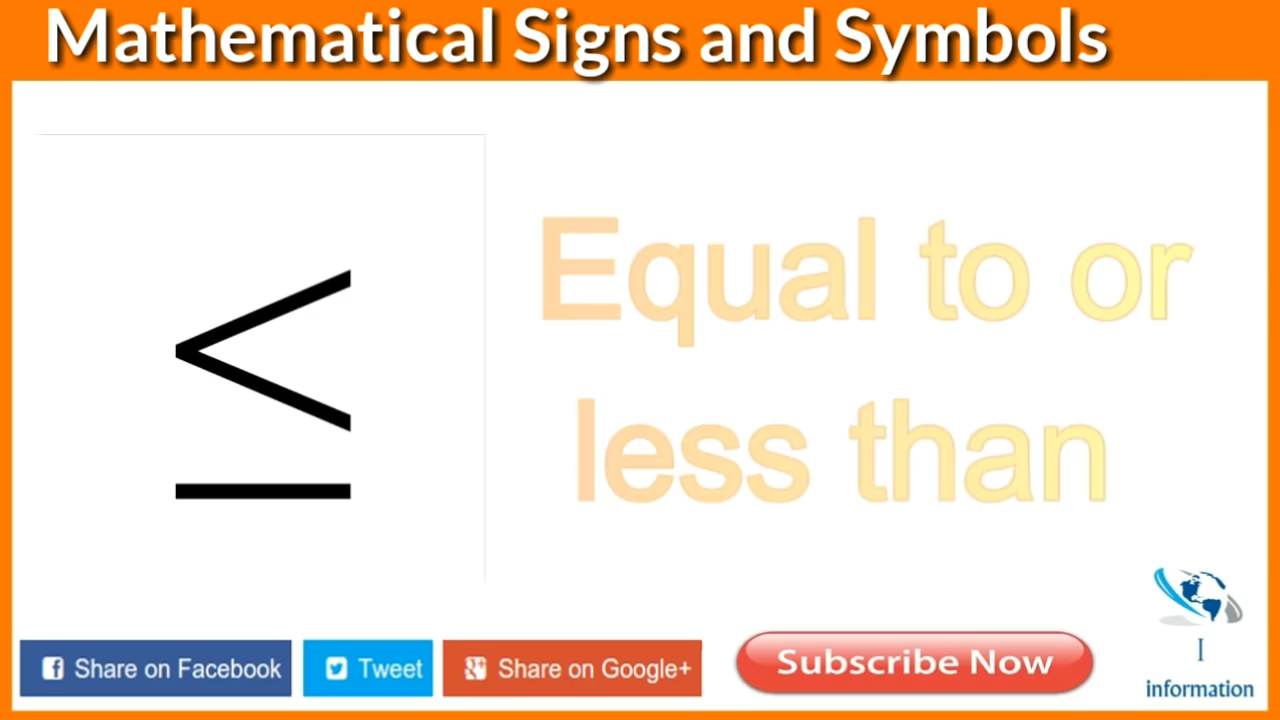 Mathematical Signs and Symbols
≤
Equal to or
less than
Share on Facebook
Tweet
Share on Google+
Subscribe Now
I
information